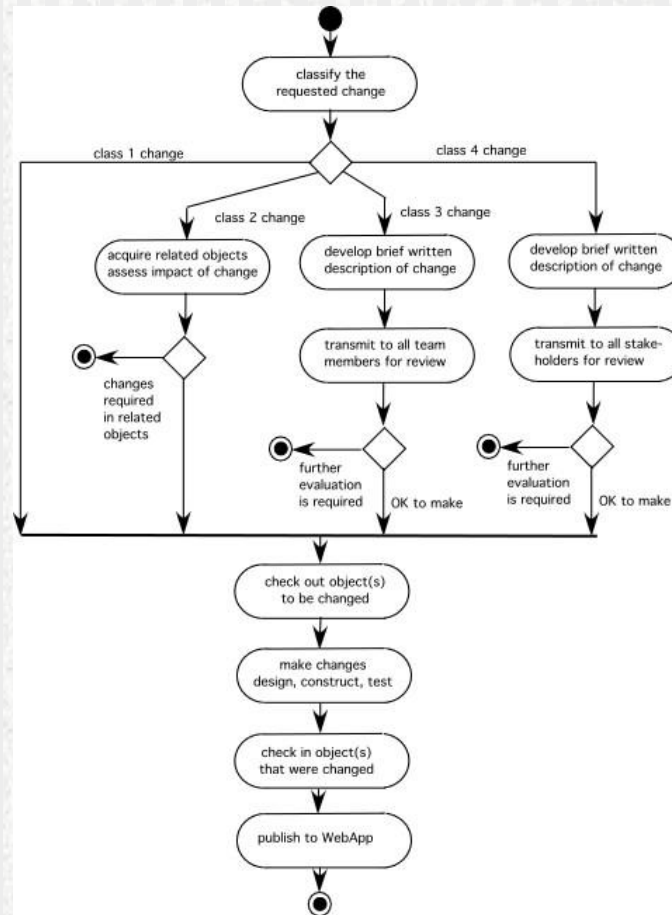 classify the
requested change
class 1 change
class 4 change
class 2 change
class 3 change
acquire related objects
assess impact of change
develop brief written
description of change
develop brief written
description of change
transmit to all team
members for review
transmit to all stake-
holders for review
changes
required
in related
objects
further
evaluation
is required
OK to make
further
evaluation
is required
OK to make
check out object(s)
to be changed
make changes
design, construct, test
check in object(s)
that were changed
publish to WebApp